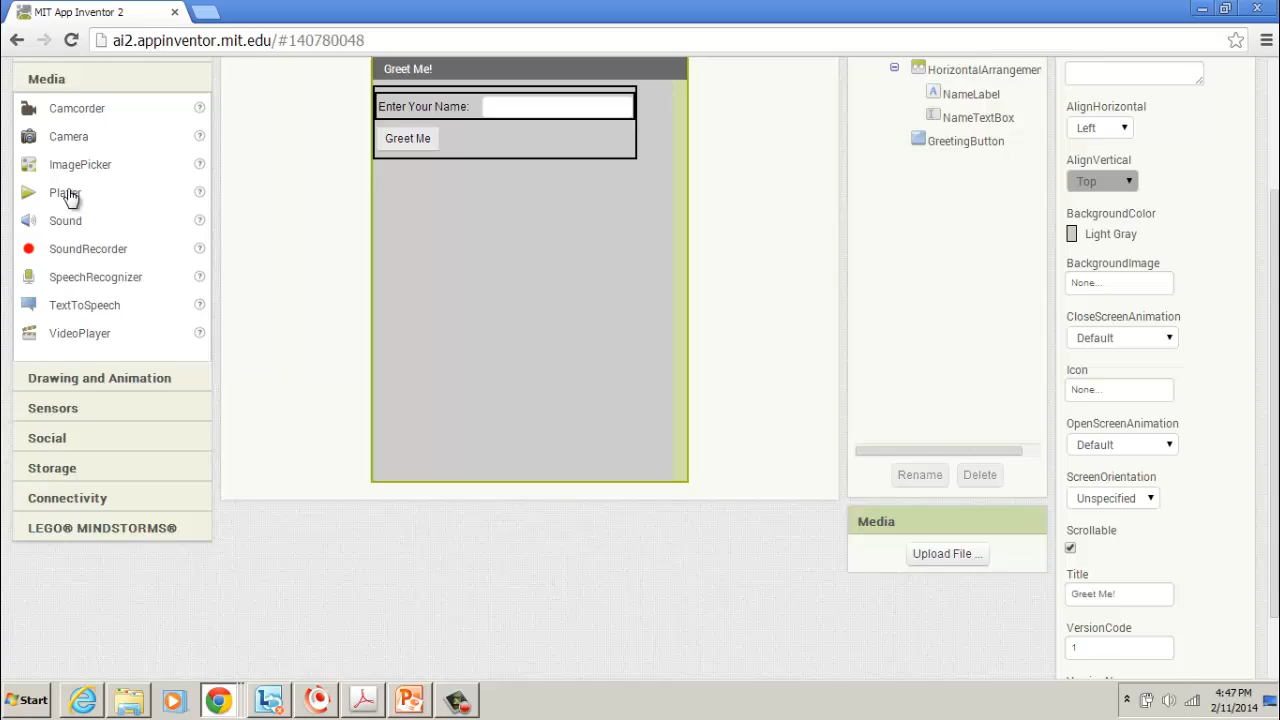 MIT App Inventor 2
ai2.appinventor.mit.edu/#140780048
Media
Camcorder
Camera
ImagePicker
Player
Sound
SoundRecorder
SpeechRecognizer
TextToSpeech
VideoPlayer
Drawing and Animation
Sensors
Social
Storage
Connectivity
LEGO® MINDSTORMS®
Greet Me!
Enter Your Name:
Greet Me
HorizontalArrangemer
NameLabel
NameTextBox
GreetingButton
Rename Delete
Media
Upload File ...
AlignHorizontal
Left
AlignVertical
Top
BackgroundColor
Light Gray
BackgroundImage
None...
CloseScreenAnimation
Default
Icon
None...
OpenScreenAnimation
Default
ScreenOrientation
Unspecified
Scrollable
Title
Greet Me!
VersionCode
1
Start
4:47 PM
2/11/2014